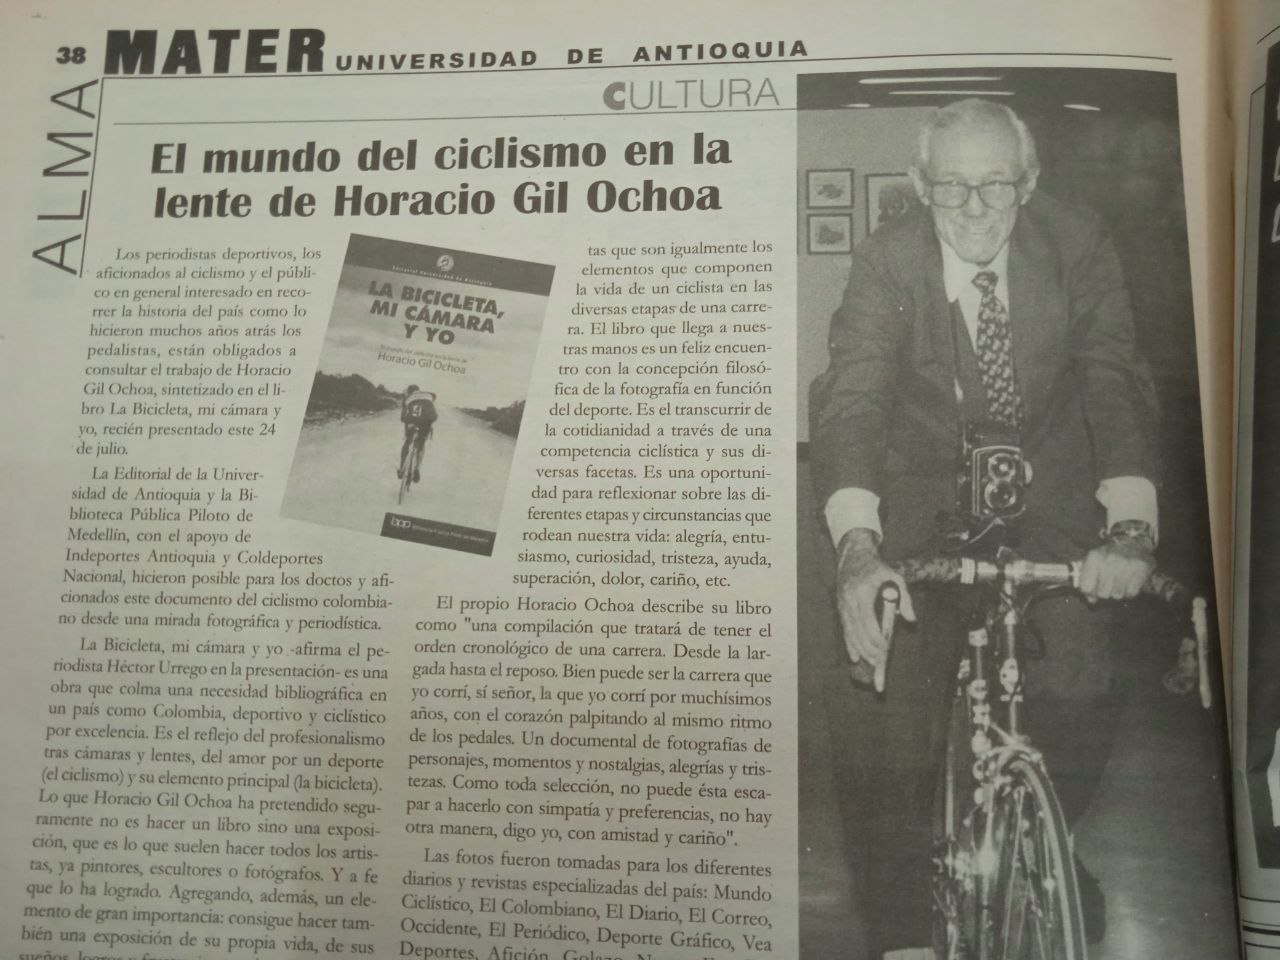 38 MATER UNIVERSIDAD DE ANTIOQUIA
ALMA
CULTURA
El mundo del ciclismo en la
lente de Horacio Gil Ochoa
Los periodistas deportivos, los
aficionados al ciclismo y el públi-
co en general interesado en reco-
rrer la historia del país como lo
hicieron muchos años atrás los
pedalistas, están obligados a
consultar el trabajo de Horacio
Gil Ochoa, sintetizado en el li-
bro La Bicicleta, mi cámara y
yo, recién presentado este 24
de julio.
La Editorial de la Univer-
sidad de Antioquia y la Bi-
blioteca Pública Piloto de
Medellín, con el apoyo de
Indeportes Antioquia y Coldeportes
Nacional, hicieron posible para los doctos y afi-
cionados este documento del ciclismo colombia-
no desde una mirada fotográfica y periodística.
La Bicicleta, mi cámara y yo -afirma el pe-
riodista Héctor Urrego en la presentación- es una
obra que colma una necesidad bibliográfica en
un país como Colombia, deportivo y ciclístico
por excelencia. Es el reflejo del profesionalismo
tras cámaras y lentes, del amor por un deporte
(el ciclismo) y su elemento principal (la bicicleta).
Lo que Horacio Gil Ochoa ha pretendido segu-
ramente no es hacer un libro sino una exposi-
ción, que es lo que suelen hacer todos los artis-
tas, ya pintores, escultores o fotógrafos. Y a fe
que lo ha logrado. Agregando, además, un ele-
mento de gran importancia: consigue hacer tam-
bién una exposición de su propia vida, de sus
sueños, logros y
Editorial Universidad de Antioquia
LA BICICLETA,
MI CÁMARA
Y YO
El mundo del ciclismo en la lente de
Horacio Gil Ochoa
4
bpp
tas que son igualmente los
elementos que componen
la vida de un ciclista en las
diversas etapas de una carre-
ra. El libro que llega a nues-
tras manos es un feliz encuen-
tro con la concepción filosó-
fica de la fotografía en función
del deporte. Es el transcurrir de
la cotidianidad a través de una
competencia ciclística y sus di-
versas facetas. Es una oportuni-
dad para reflexionar sobre las di-
ferentes etapas y circunstancias que
rodean nuestra vida: alegría, entu-
siasmo, curiosidad, tristeza, ayuda,
superación, dolor, cariño, etc.
El propio Horacio Ochoa describe su libro
como "una compilación que tratará de tener el
orden cronológico de una carrera. Desde la lar-
gada hasta el reposo. Bien puede ser la carrera que
yo corrí, sí señor, la que yo corrí por muchísimos
años, con el corazón palpitando al mismo ritmo
de los pedales. Un documental de fotografías de
personajes, momentos y nostalgias, alegrías y tris-
tezas. Como toda selección, no puede ésta esca-
par a hacerlo con simpatía y preferencias, no hay
otra manera, digo yo, con amistad y cariño".
Las fotos fueron tomadas para los diferentes
diarios y revistas especializadas del país: Mundo
Ciclístico, El Colombiano, El Diario, El Correo,
Occidente, El Periódico, Deporte Gráfico, Vea
Deportes, Afición, Golazo,